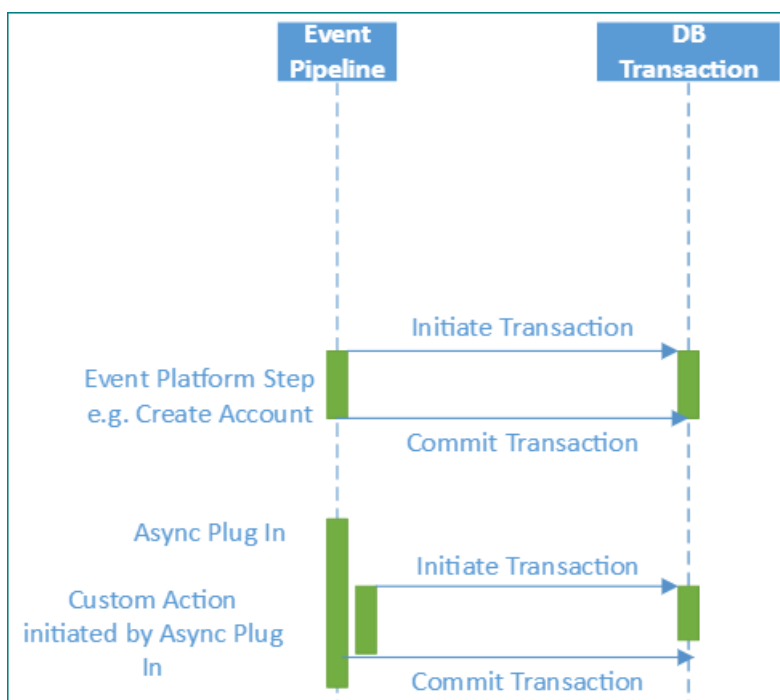 Event
Pipeline
DB
Transaction
Initiate Transaction
Event Platform Step
e.g. Create Account
Commit Transaction
Async Plug In
Initiate Transaction
Custom Action
initiated by Async Plug
In
Commit Transaction